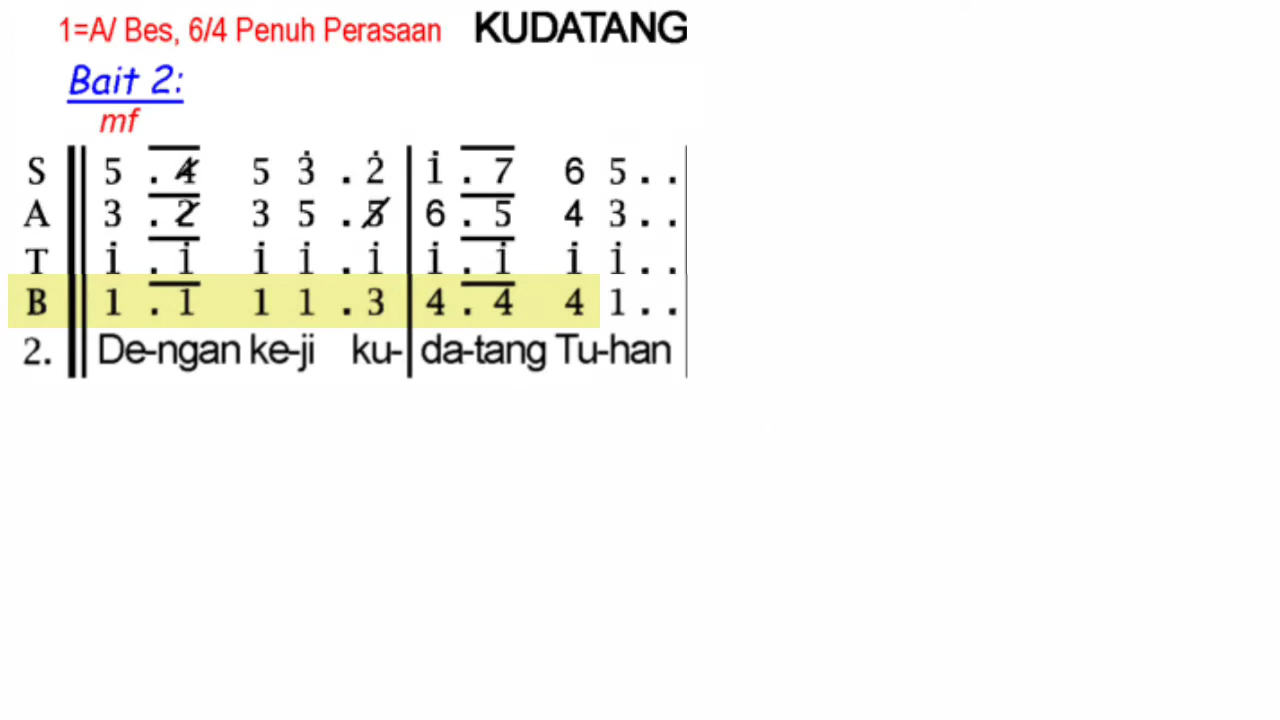 1=A/ Bes, 6/4 Penuh Perasaan KUDATANG
Bait 2:
mf
S 5 . 4̸ 5 3̇ . 2̇ | 1̇ . 7 6 5 . .
A 3 . 2̸ 3 5 . 5̸ | 6 . 5 4 3 . .
T 1̇ . 1̇ 1̇ 1̇ . 1̇ | 1̇ . 1̇ 1̇ 1̇ . .
B 1 . 1 1 1 . 3 | 4 . 4 4 1 . .
2. De-ngan ke-ji ku- da-tang Tu-han